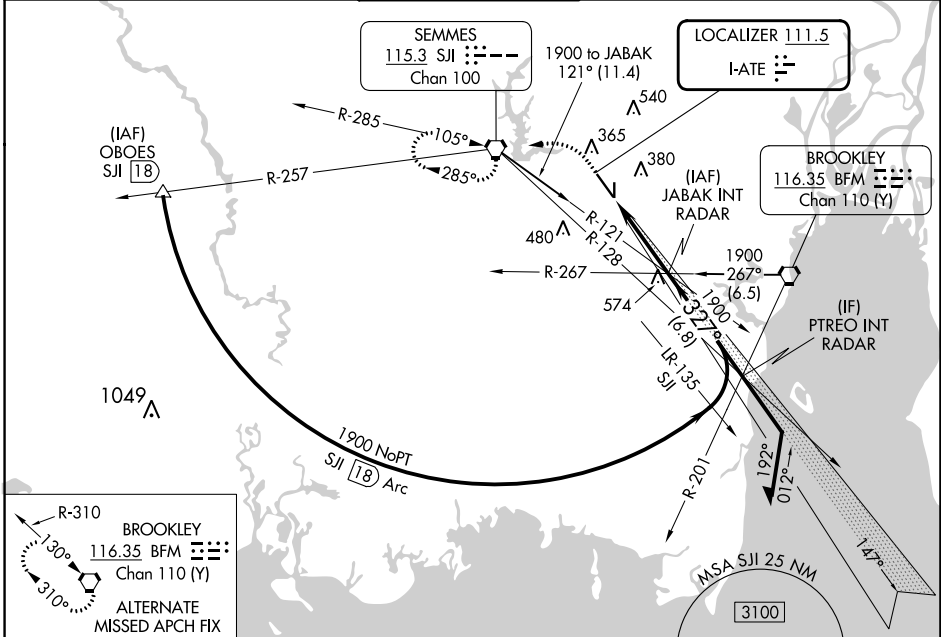 SEMMES
115.3 SJI
Chan 100
1900 to JABAK
121° (11.4)
LOCALIZER 111.5
I-ATE
540
365
380
R-285
105°
285°
(IAF)
OBOES
SJI 18
R-257
(IAF)
JABAK INT
RADAR
BROOKLEY
116.35 BFM
Chan 110 (Y)
R-121
R-128
480
R-267
1900
267°
(6.5)
574
1900
327°
(6.8)
(IF)
PTREO INT
RADAR
LR-135
SJI
1049
1900 NoPT
SJI 18 Arc
R-201
192°
012°
147°
R-310
130°
310°
BROOKLEY
116.35 BFM
Chan 110 (Y)
ALTERNATE
MISSED APCH FIX
MSA SJI 25 NM
3100